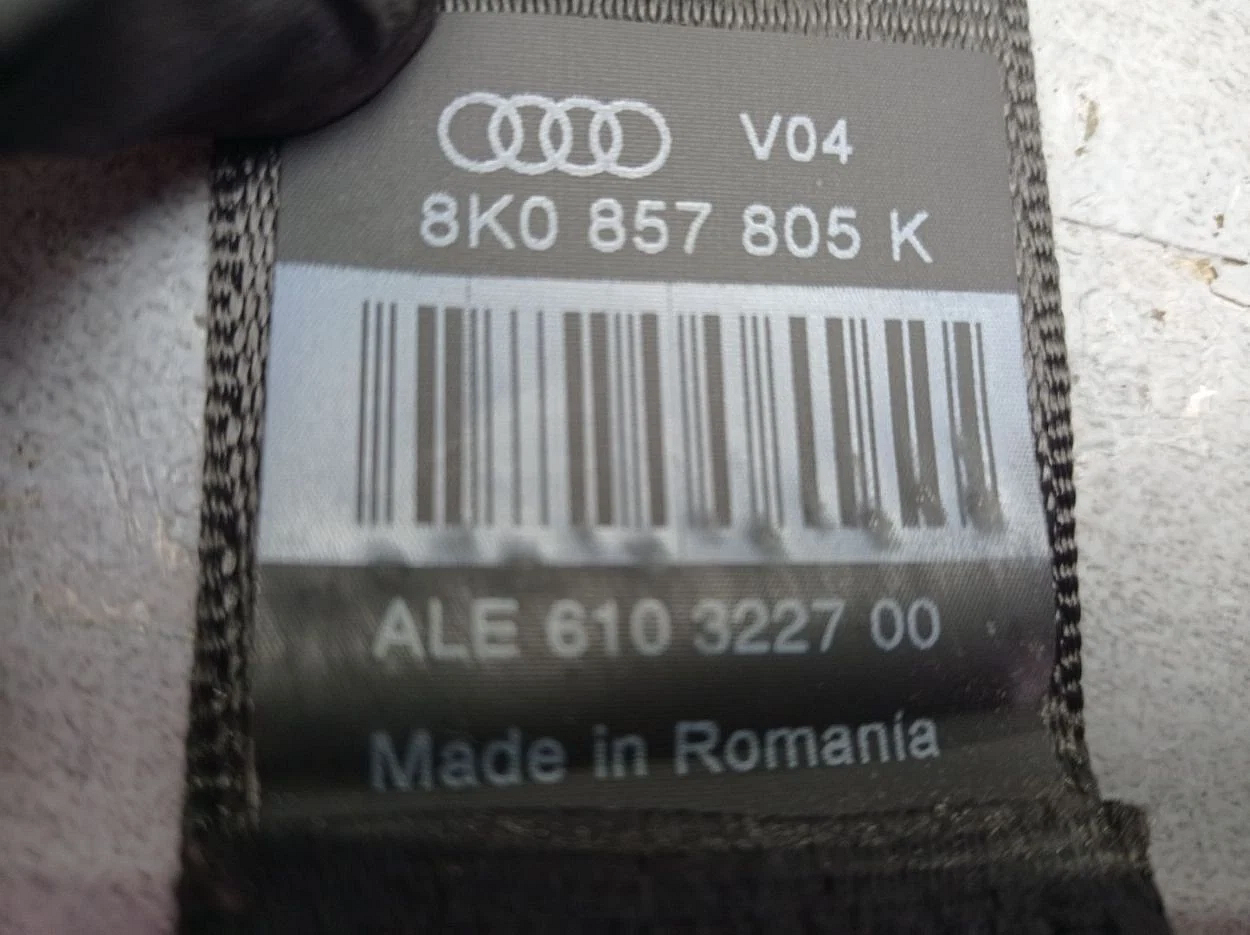 V04
8K0 857 805 K
ALE 610 3227 00
Made in Romania